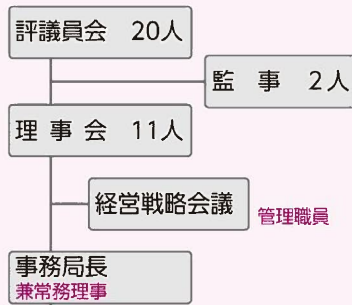 評議員会　20人
監　事　2人
理 事 会　11人
経営戦略会議
管理職員
事務局長
兼常務理事